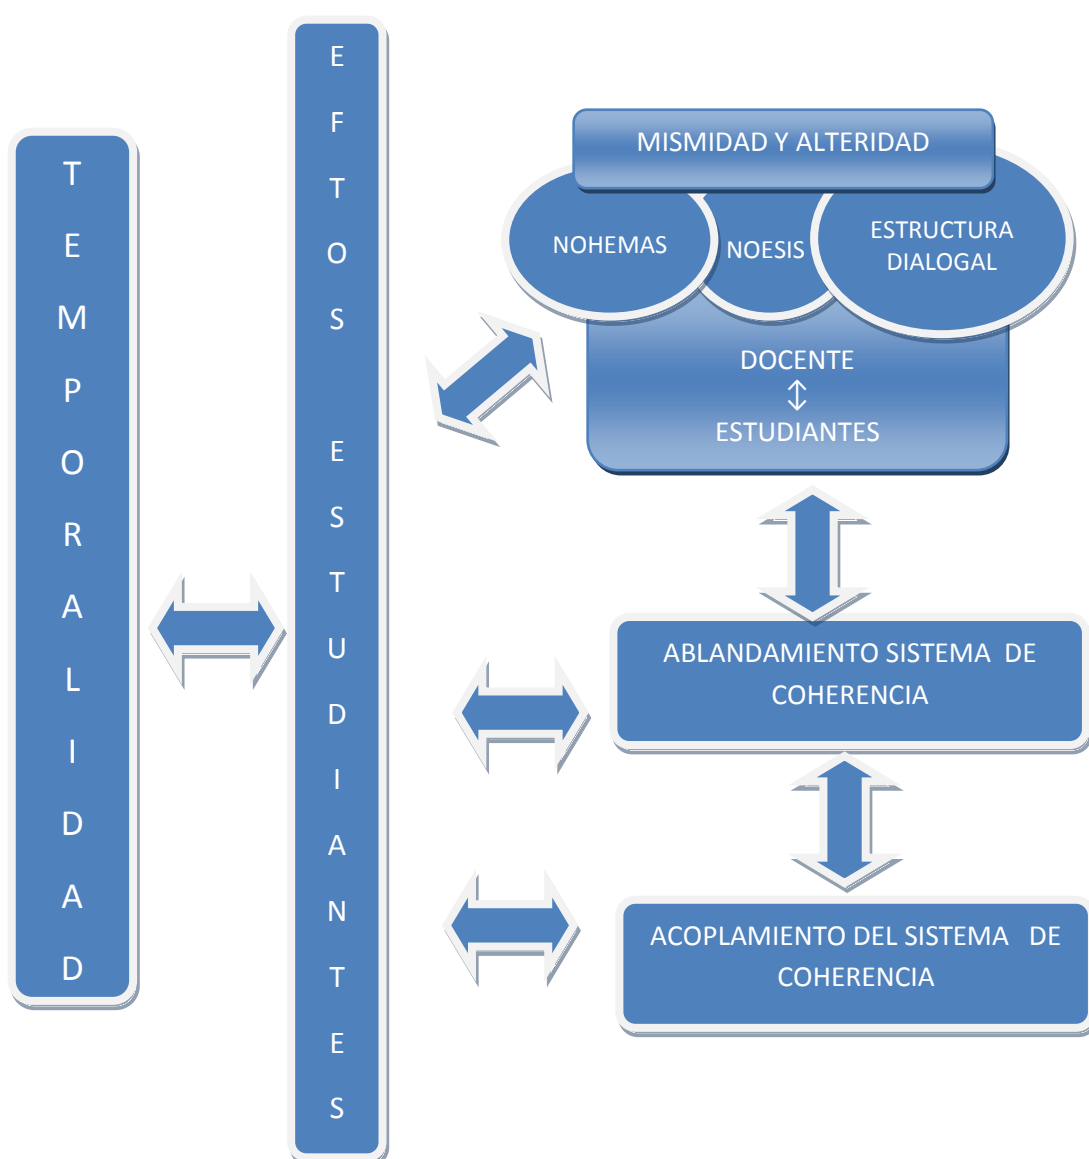 TEMPORALIDAD
EFTOS ESTUDIANTES
MISMIDAD Y ALTERIDAD
NOHEMAS
NOESIS
ESTRUCTURA
DIALOGAL
DOCENTE
↕
ESTUDIANTES
ABLANDAMIENTO SISTEMA DE
COHERENCIA
ACOPLAMIENTO DEL SISTEMA DE
COHERENCIA